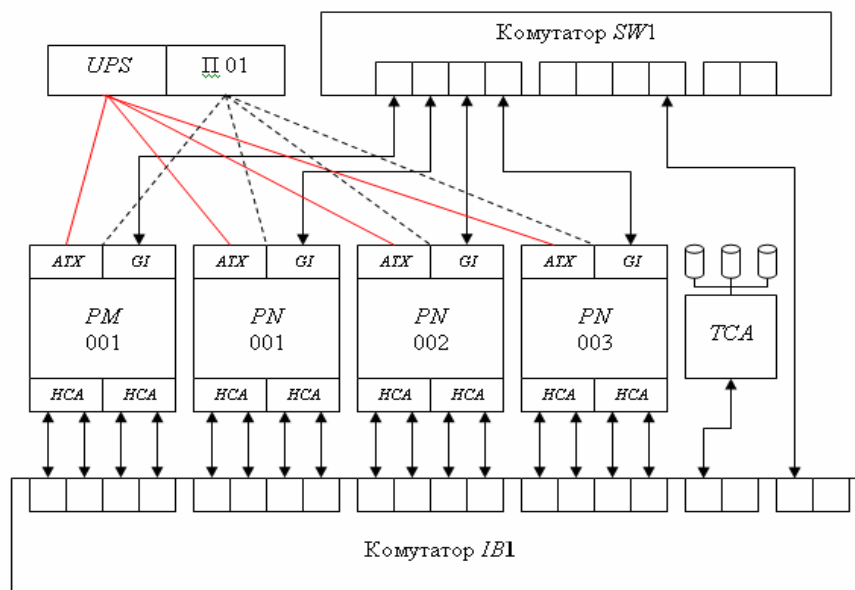 Комутатор SW1
UPS П 01
ATX GI ATX GI ATX GI ATX GI
PM PN PN PN TCA
001 001 002 003
HCA HCA HCA HCA HCA HCA HCA HCA
Комутатор IB1